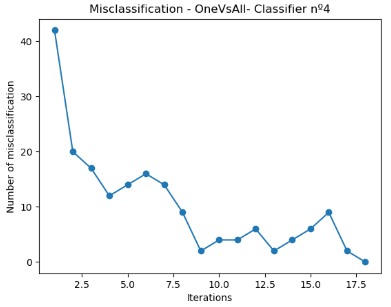 Misclassification - OneVsAll- Classifier nº4
Number of misclassification
40
30
20
10
0
2.5 5.0 7.5 10.0 12.5 15.0 17.5
Iterations